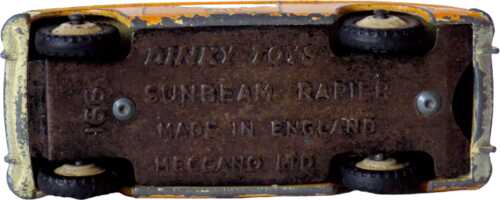 DINKY TOYS
SUNBEAM RAPIER
MADE IN ENGLAND
MECCANO LTD
166